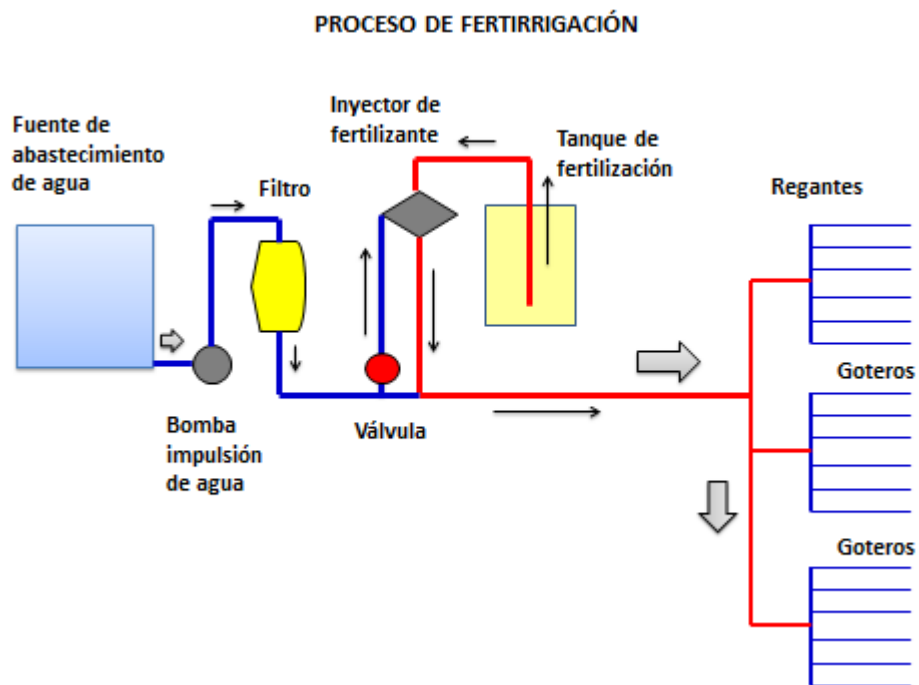 PROCESO DE FERTIRRIGACIÓN
Fuente de
abastecimiento
de agua
Filtro
Inyector de
fertilizante
Tanque de
fertilización
Regantes
Bomba
impulsión
de agua
Válvula
Goteros
Goteros